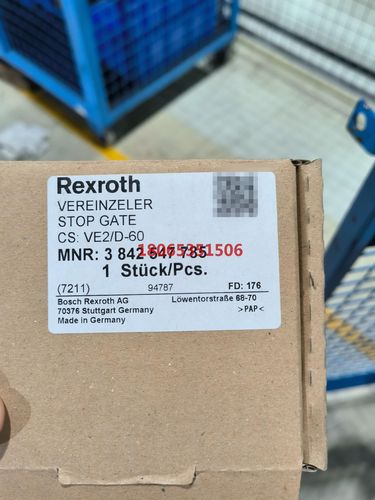 Rexroth
VEREINZELER
STOP GATE
CS: VE2/D-60
MNR: 3 842 547 785
18065351506
1 Stück/Pcs.
(7211) 94787 FD: 176
Bosch Rexroth AG Löwentorstraße 68-70
70376 Stuttgart Germany >PAP<
Made in Germany